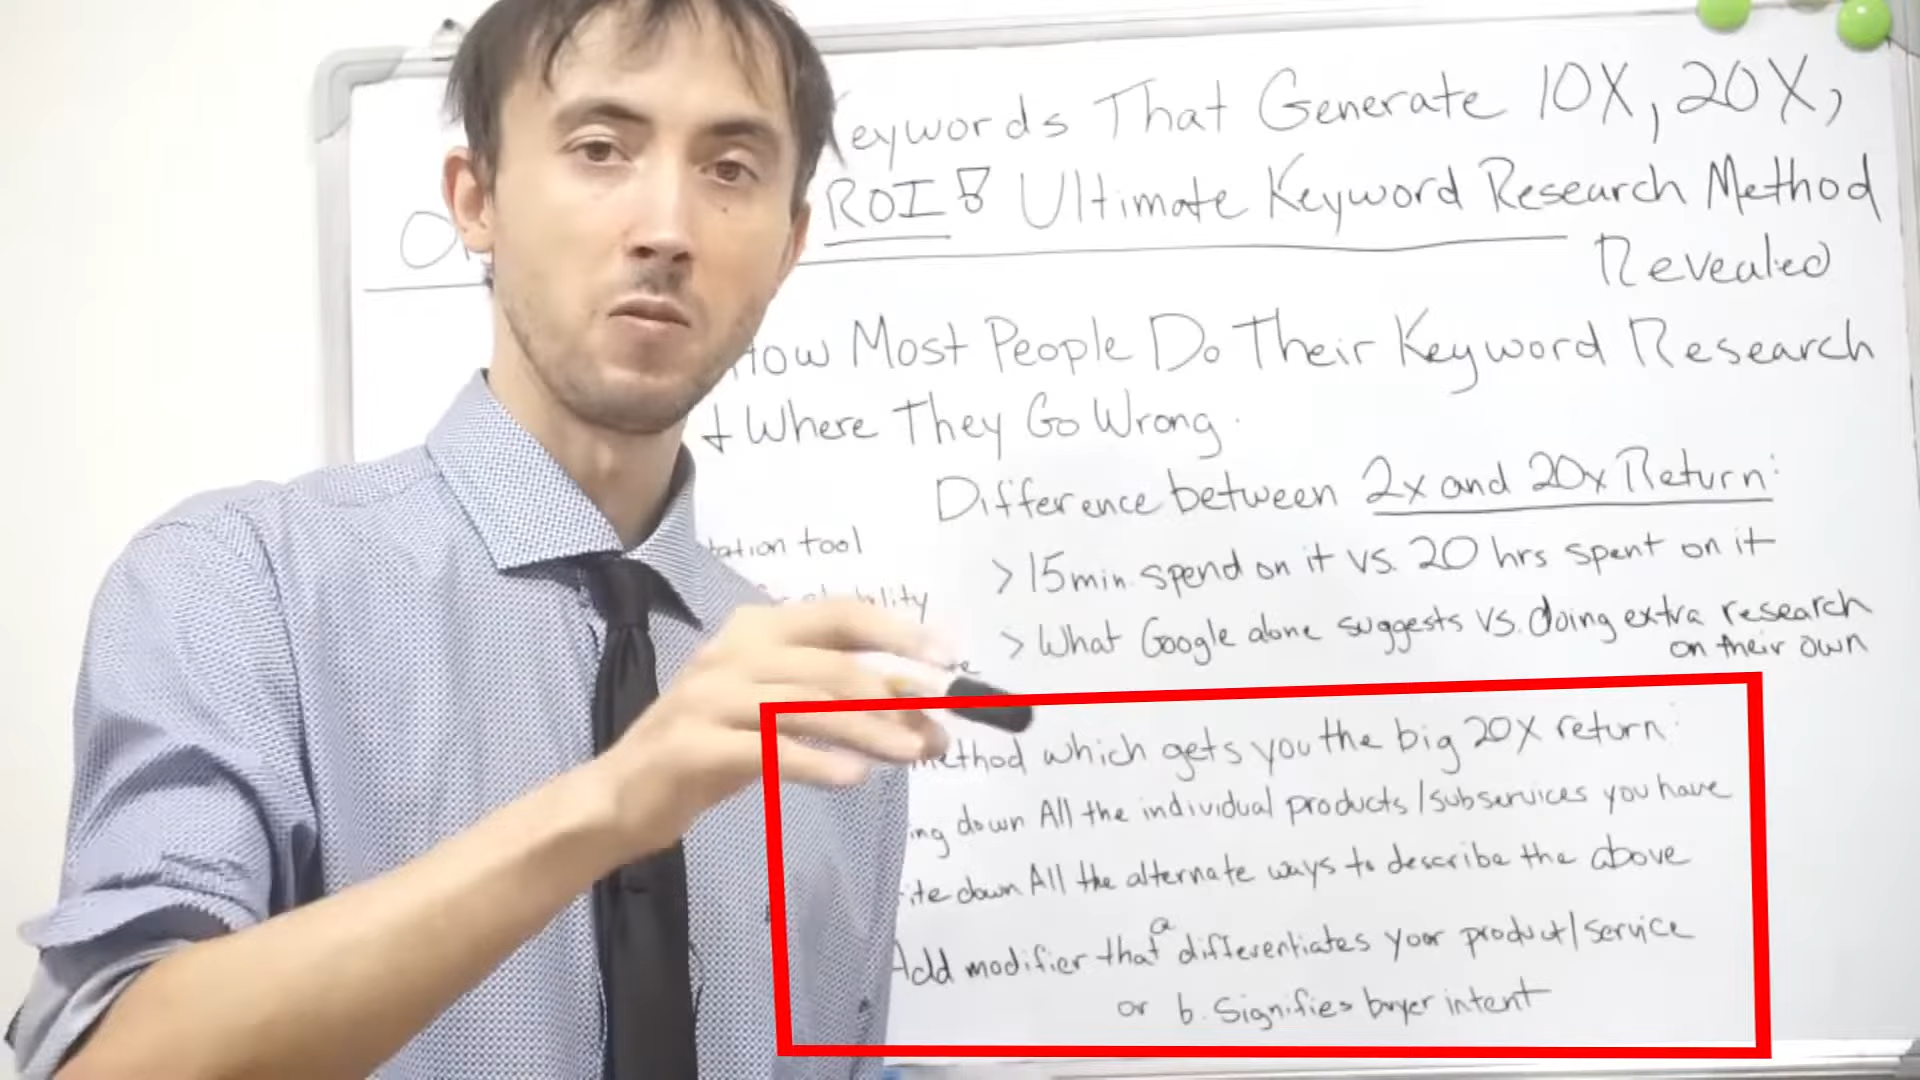 Keywords That Generate 10X, 20X,
ROI! Ultimate Keyword Research Method
Revealed
How Most People Do Their Keyword Research
+ Where They Go Wrong.
Difference between 2x and 20x Return:
tool
> 15min. spend on it vs. 20 hrs spent on it
> What Google alone suggests vs. doing extra research
on their own
method which gets you the big 20X return:
down All the individual products/subservices you have
down All the alternate ways to describe the above
Add modifier that a differentiates your product/service
or b. Signifies buyer intent